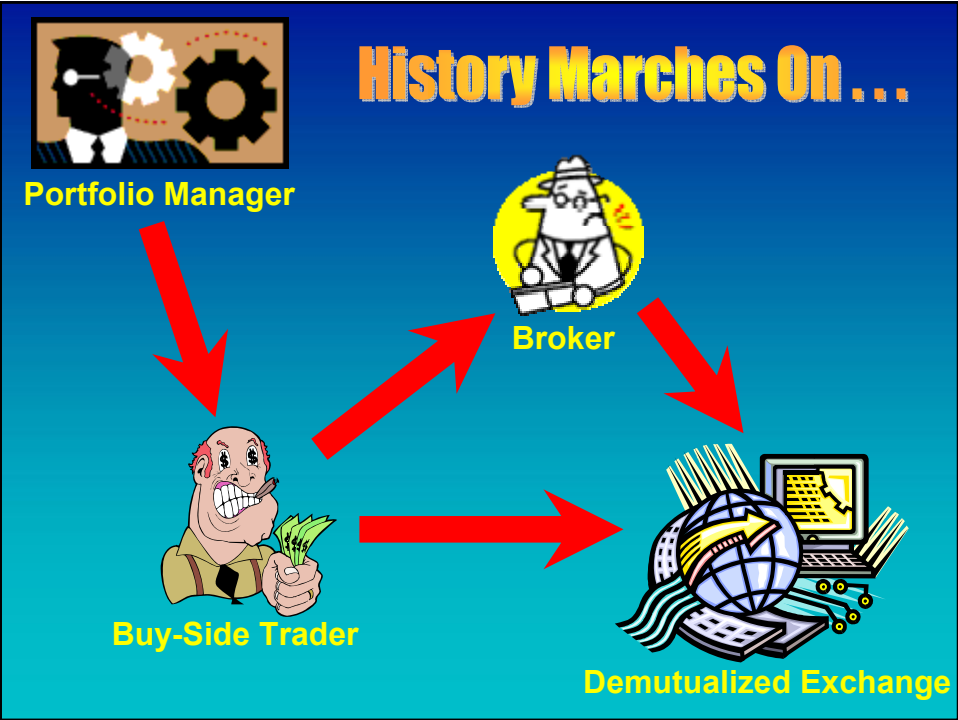 History Marches On . . .
Portfolio Manager
Broker
Buy-Side Trader
Demutualized Exchange